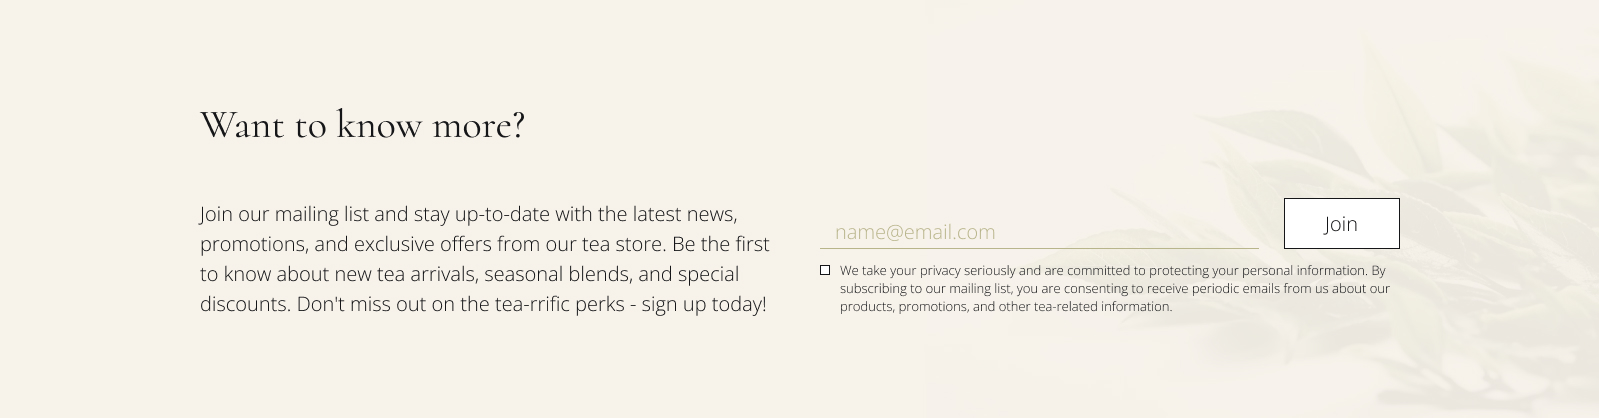 Want to know more?
Join our mailing list and stay up-to-date with the latest news,
promotions, and exclusive offers from our tea store. Be the first
to know about new tea arrivals, seasonal blends, and special
discounts. Don't miss out on the tea-rrific perks - sign up today!
name@email.com
Join
We take your privacy seriously and are committed to protecting your personal information. By
subscribing to our mailing list, you are consenting to receive periodic emails from us about our
products, promotions, and other tea-related information.